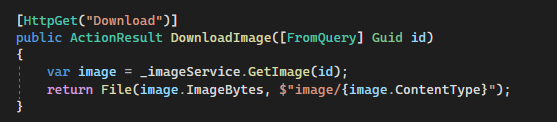 [HttpGet("Download")]
public ActionResult DownloadImage([FromQuery] Guid id)
{
    var image = _imageService.GetImage(id);
    return File(image.ImageBytes, $"image/{image.ContentType}");
}